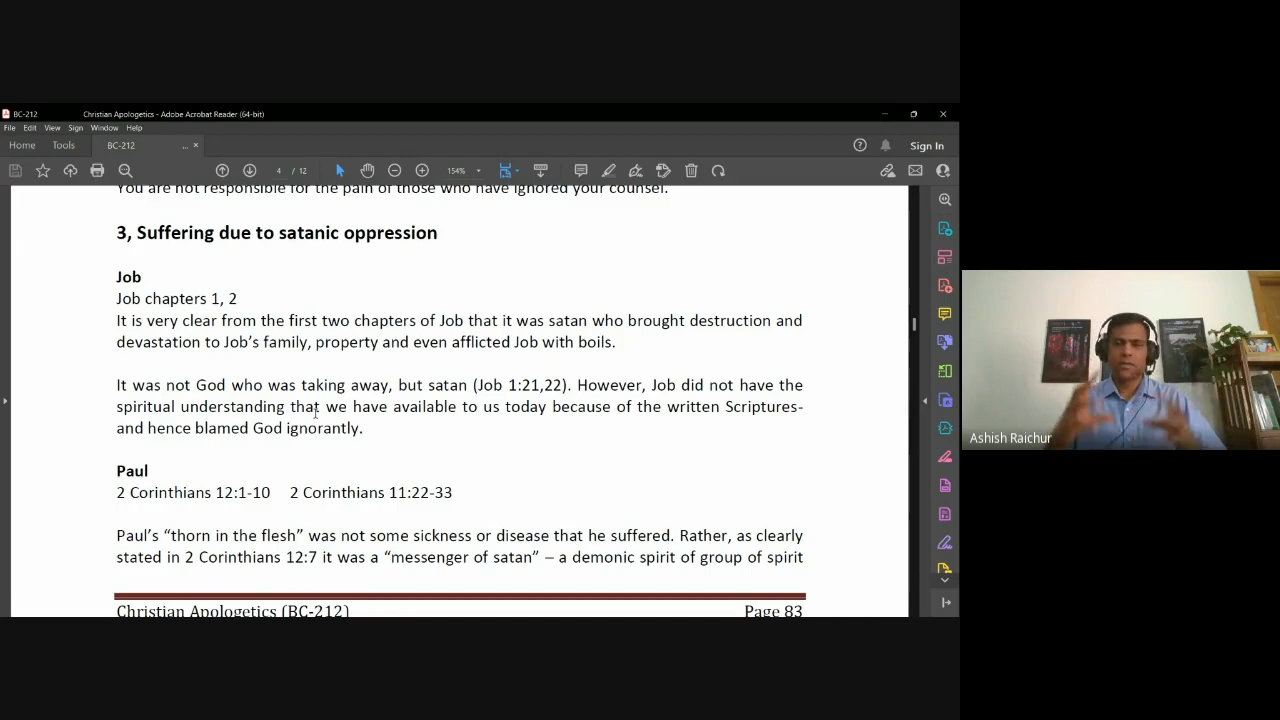 BC-212 Christian Apologetics - Adobe Acrobat Reader (64-bit)
File Edit View Sign Window Help
Home Tools BC-212 ... × Sign In
4 / 12 154%
You are not responsible for the pain of those who have ignored your counsel.
3, Suffering due to satanic oppression
Job
Job chapters 1, 2
It is very clear from the first two chapters of Job that it was satan who brought destruction and
devastation to Job's family, property and even afflicted Job with boils.
It was not God who was taking away, but satan (Job 1:21,22). However, Job did not have the
spiritual understanding that we have available to us today because of the written Scriptures-
and hence blamed God ignorantly.
Paul
2 Corinthians 12:1-10 2 Corinthians 11:22-33
Paul's “thorn in the flesh” was not some sickness or disease that he suffered. Rather, as clearly
stated in 2 Corinthians 12:7 it was a “messenger of satan” – a demonic spirit of group of spirit
Christian Apologetics (BC-212) Page 83
Ashish Raichur